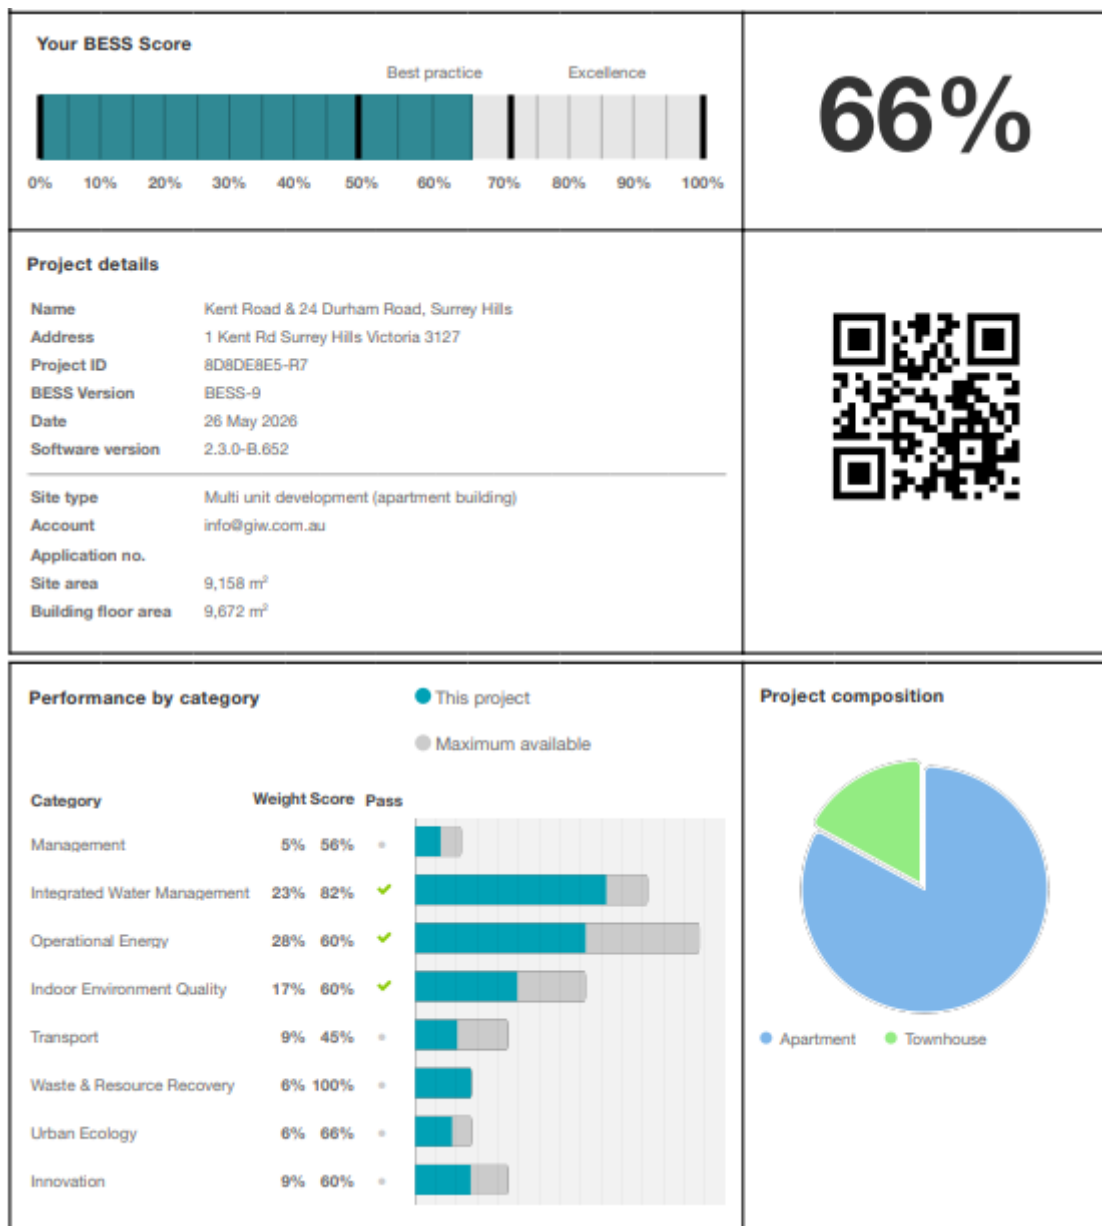 Your BESS Score
Best practice Excellence
0% 10% 20% 30% 40% 50% 60% 70% 80% 90% 100%
66%
Project details
Name Kent Road & 24 Durham Road, Surrey Hills
Address 1 Kent Rd Surrey Hills Victoria 3127
Project ID 8D8DE8E5-R7
BESS Version BESS-9
Date 26 May 2026
Software version 2.3.0-B.652
Site type Multi unit development (apartment building)
Account info@giw.com.au
Application no.
Site area 9,158 m²
Building floor area 9,672 m²
Performance by category
This project
Maximum available
Category Weight Score Pass
Management 5% 56%
Integrated Water Management 23% 82%
Operational Energy 28% 60%
Indoor Environment Quality 17% 60%
Transport 9% 45%
Waste & Resource Recovery 6% 100%
Urban Ecology 6% 66%
Innovation 9% 60%
Project composition
Apartment Townhouse